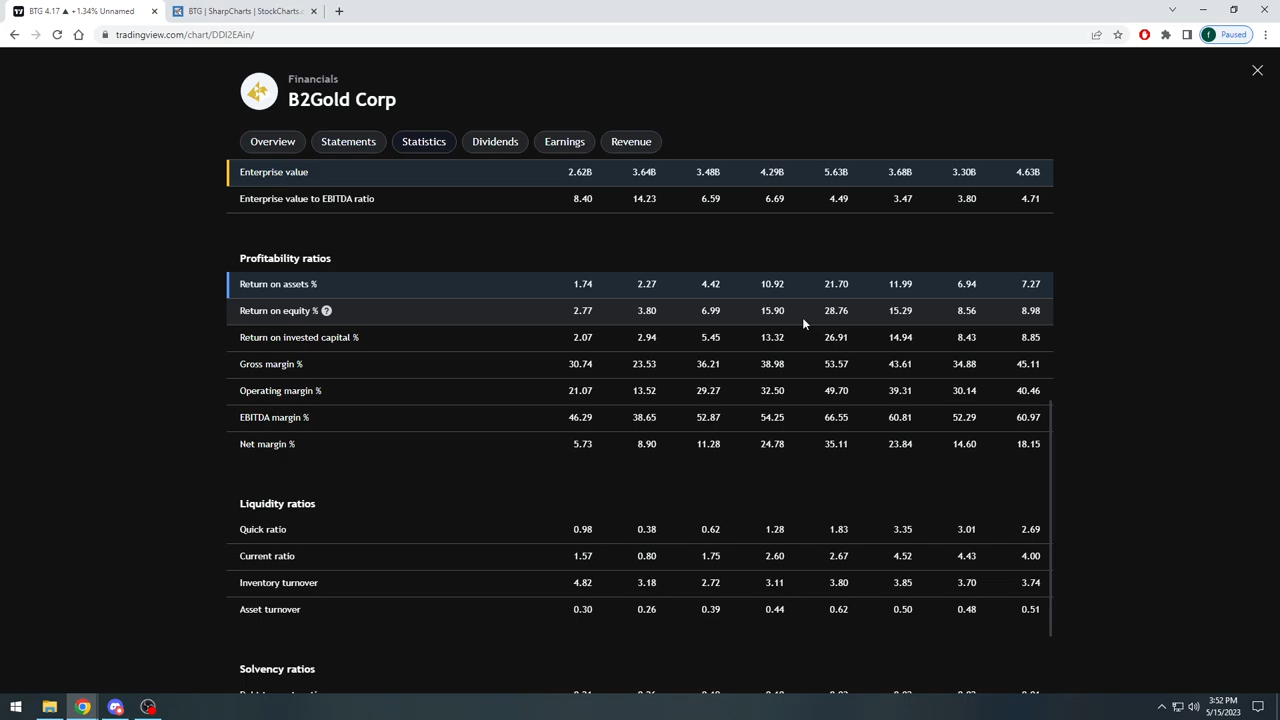 BTG 4.17 ▲ +1.34% Unnamed
BTG | SharpCharts | StockCharts.c
tradingview.com/chart/DDI2EAin/
f Paused
Financials
B2Gold Corp
Overview Statements Statistics Dividends Earnings Revenue
Enterprise value 2.62B 3.64B 3.48B 4.29B 5.63B 3.68B 3.30B 4.63B
Enterprise value to EBITDA ratio 8.40 14.23 6.59 6.69 4.49 3.47 3.80 4.71
Profitability ratios
Return on assets % 1.74 2.27 4.42 10.92 21.70 11.99 6.94 7.27
Return on equity % ? 2.77 3.80 6.99 15.90 28.76 15.29 8.56 8.98
Return on invested capital % 2.07 2.94 5.45 13.32 26.91 14.94 8.43 8.85
Gross margin % 30.74 23.53 36.21 38.98 53.57 43.61 34.88 45.11
Operating margin % 21.07 13.52 29.27 32.50 49.70 39.31 30.14 40.46
EBITDA margin % 46.29 38.65 52.87 54.25 66.55 60.81 52.29 60.97
Net margin % 5.73 8.90 11.28 24.78 35.11 23.84 14.60 18.15
Liquidity ratios
Quick ratio 0.98 0.38 0.62 1.28 1.83 3.35 3.01 2.69
Current ratio 1.57 0.80 1.75 2.60 2.67 4.52 4.43 4.00
Inventory turnover 4.82 3.18 2.72 3.11 3.80 3.85 3.70 3.74
Asset turnover 0.30 0.26 0.39 0.44 0.62 0.50 0.48 0.51
Solvency ratios
3:52 PM
5/15/2023